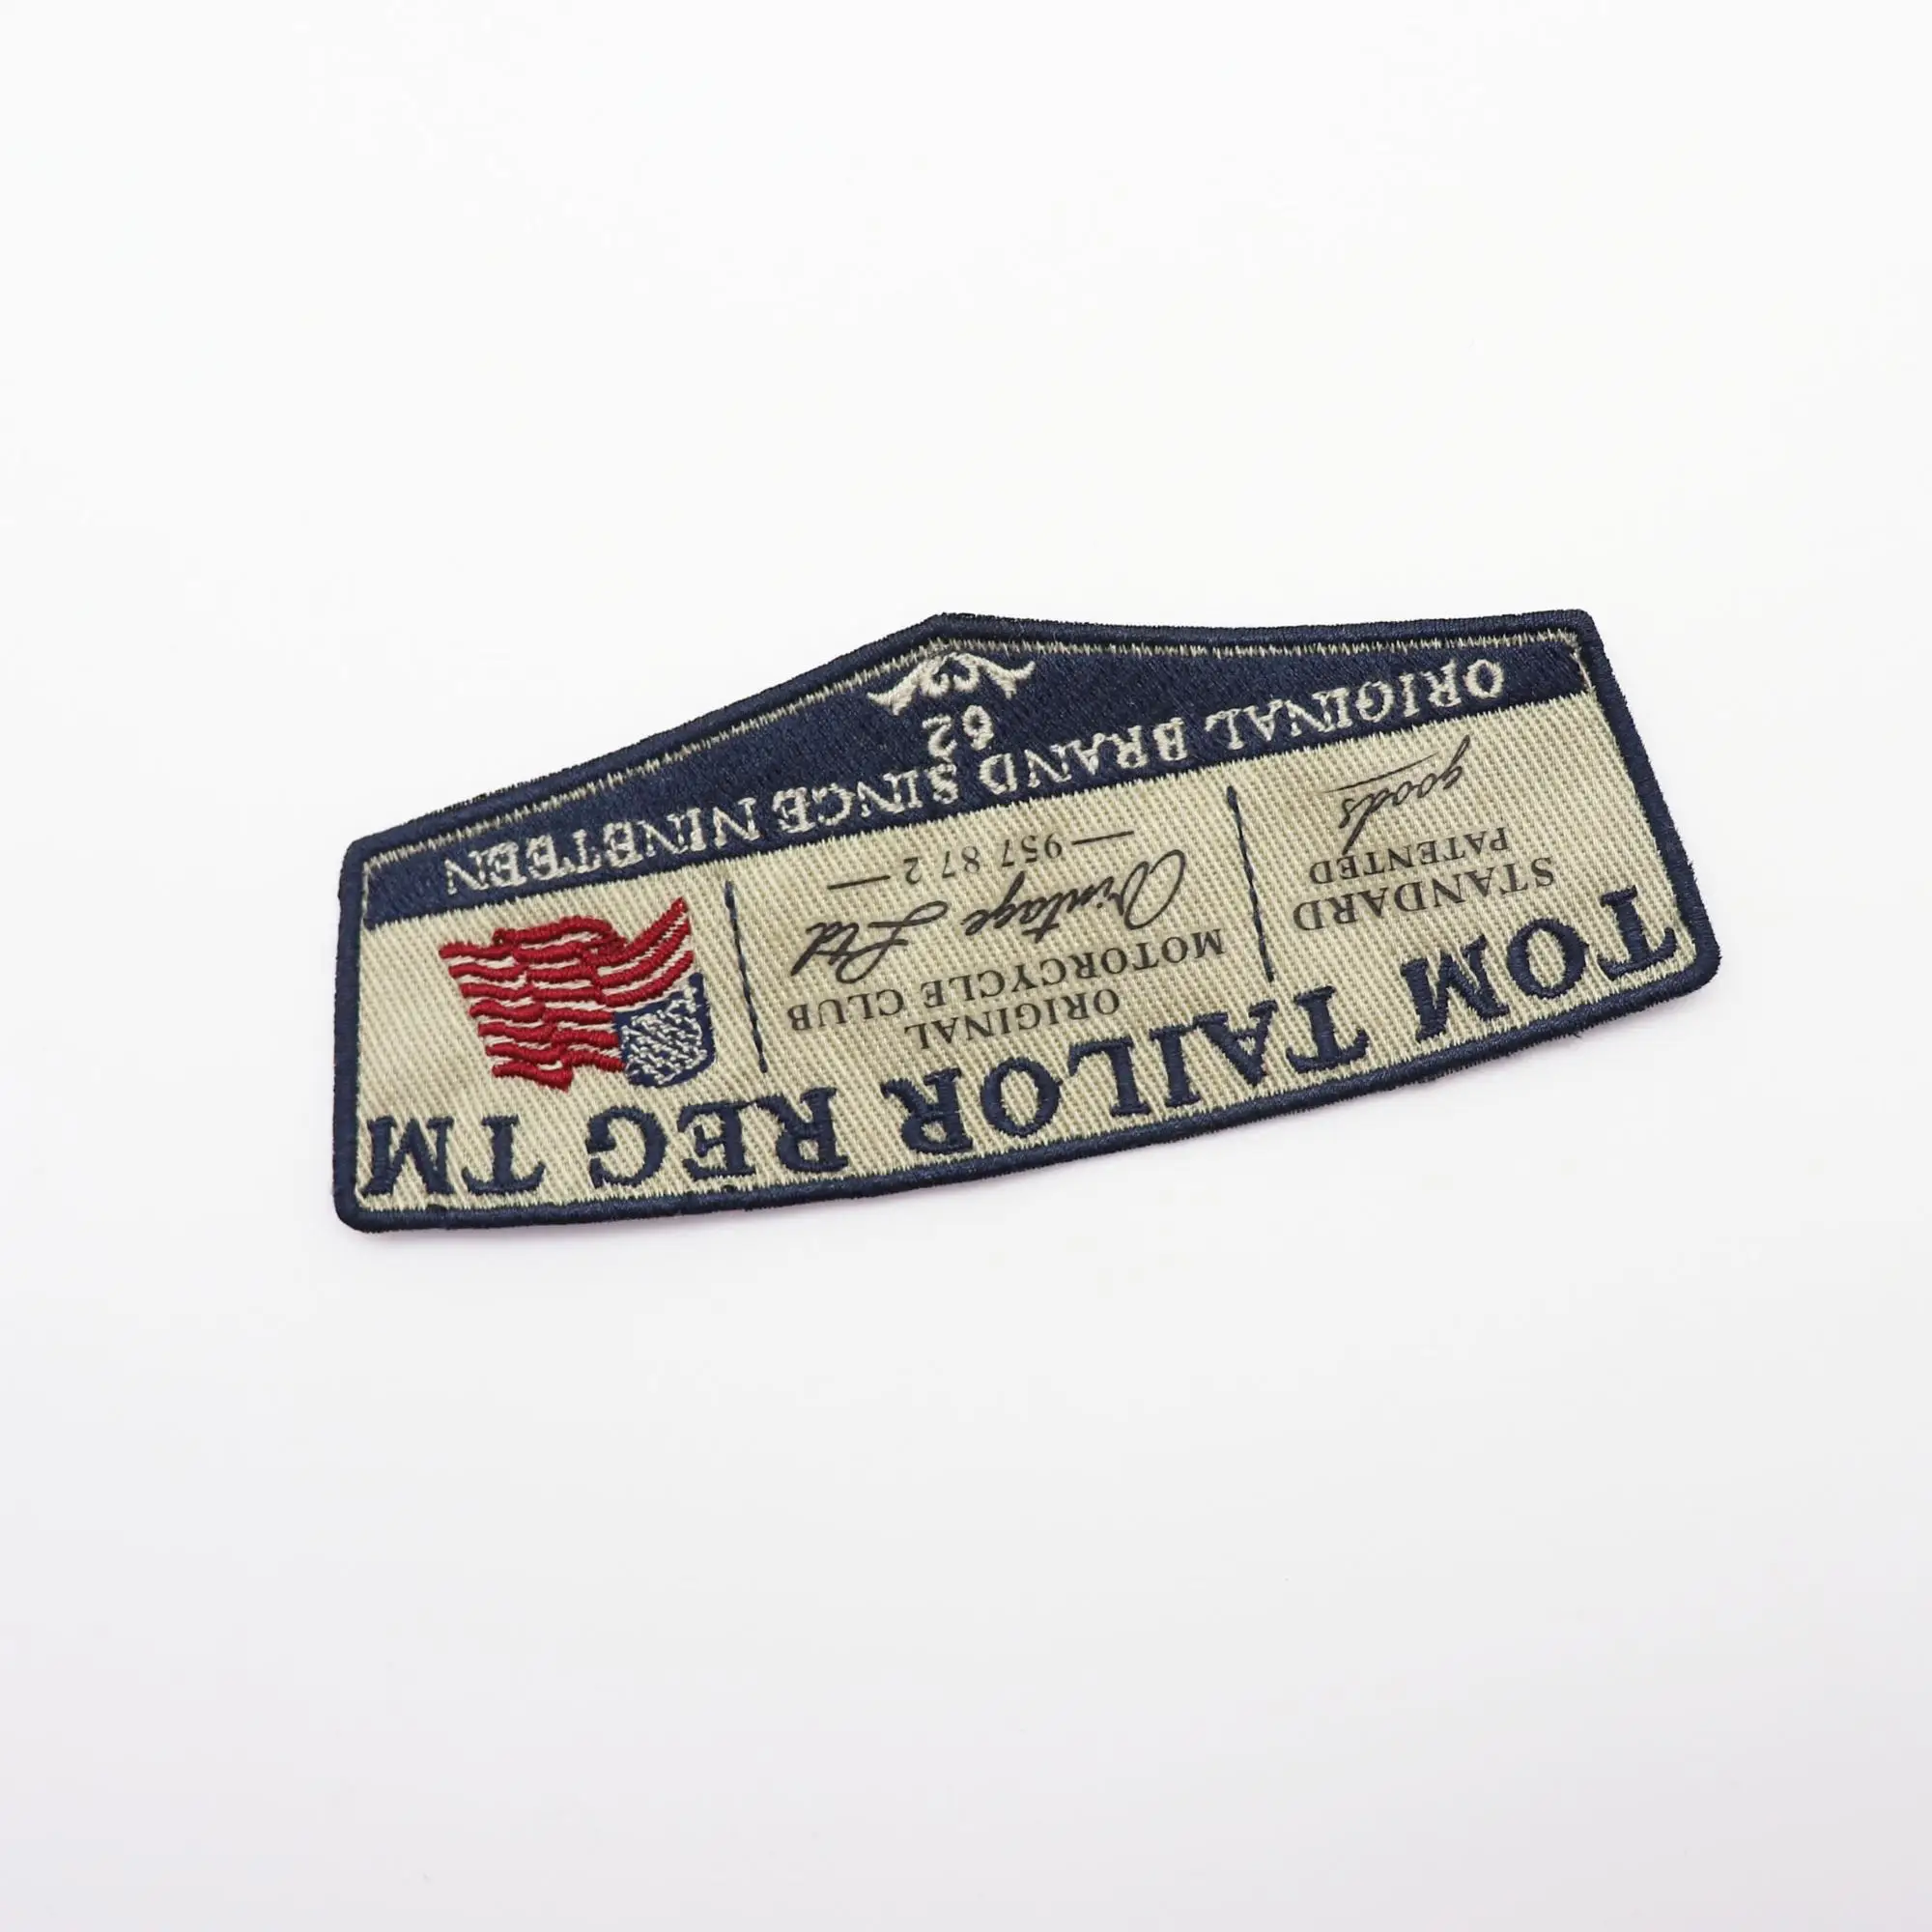 TOM TAILOR REG TM
STANDARD
PATENTED
goods
ORIGINAL
MOTORCYCLE CLUB
Vintage Ltd
—957 87 2—
ORIGINAL BRAND SINCE NINETEEN
62